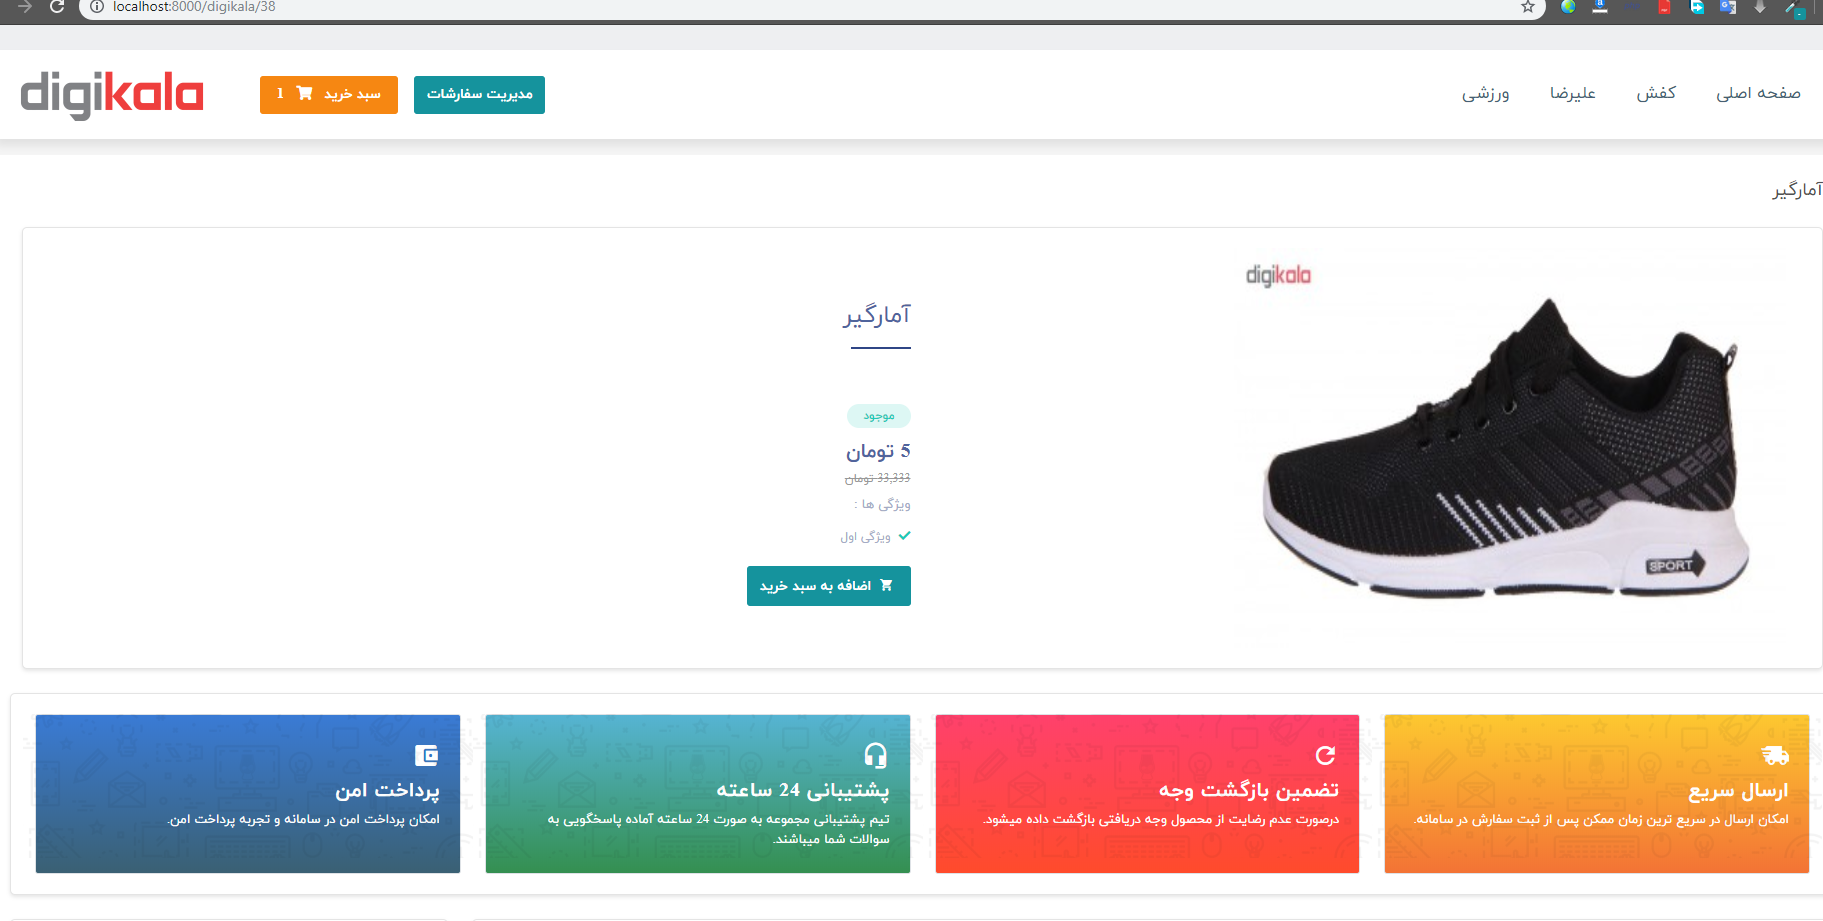 localhost:8000/digikala/38
صفحه اصلی
کفش
علیرضا
ورزشی
مدیریت سفارشات
سبد خرید 1
digikala
آمارگیر
digikala
SPORT
آمارگیر
موجود
5 تومان
33,333 تومان
ویژگی ها :
ویژگی اول
اضافه به سبد خرید
ارسال سریع
امکان ارسال در سریع ترین زمان ممکن پس از ثبت سفارش در سامانه.
تضمین بازگشت وجه
درصورت عدم رضایت از محصول وجه دریافتی بازگشت داده میشود.
پشتیبانی 24 ساعته
تیم پشتیبانی مجموعه به صورت 24 ساعته آماده پاسخگویی به
سوالات شما میباشند.
پرداخت امن
امکان پرداخت امن در سامانه و تجربه پرداخت امن.